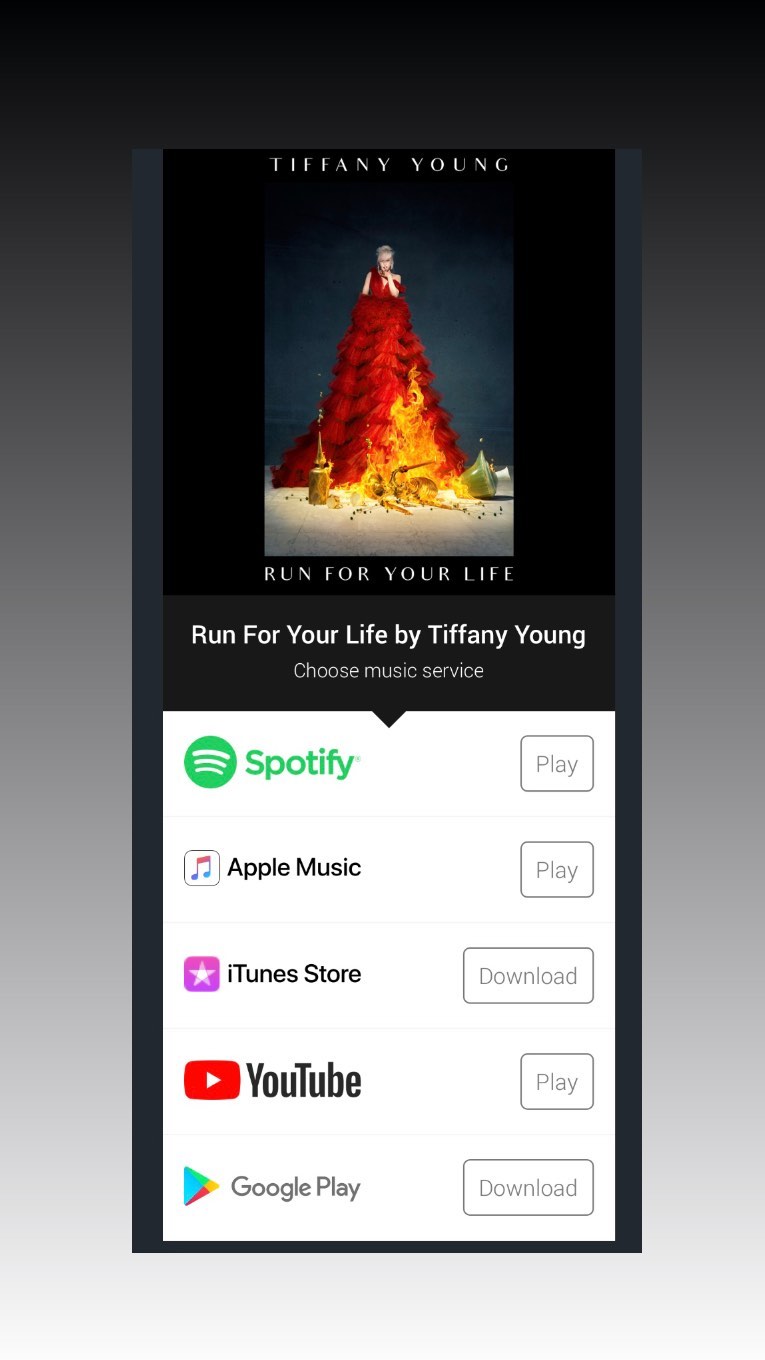 TIFFANY YOUNG
RUN FOR YOUR LIFE
Run For Your Life by Tiffany Young
Choose music service
Spotify®
Play
Apple Music
Play
iTunes Store
Download
YouTube
Play
Google Play
Download